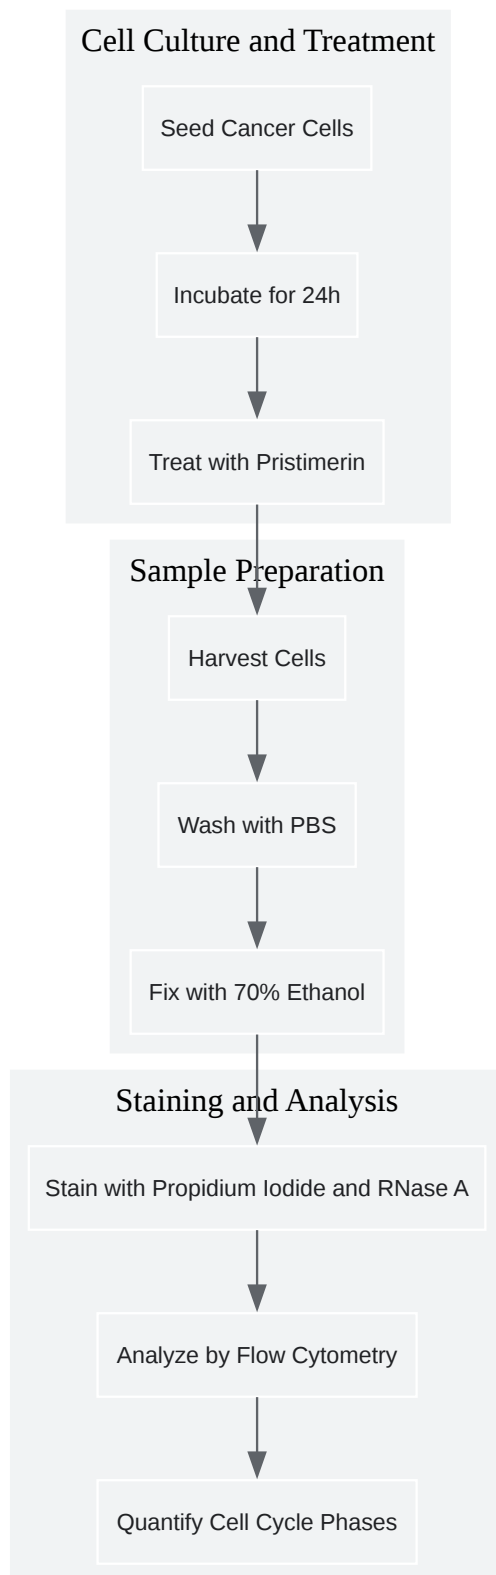 Cell Culture and Treatment
Seed Cancer Cells
Incubate for 24h
Treat with Pristimerin
Sample Preparation
Harvest Cells
Wash with PBS
Fix with 70% Ethanol
Staining and Analysis
Stain with Propidium Iodide and RNase A
Analyze by Flow Cytometry
Quantify Cell Cycle Phases